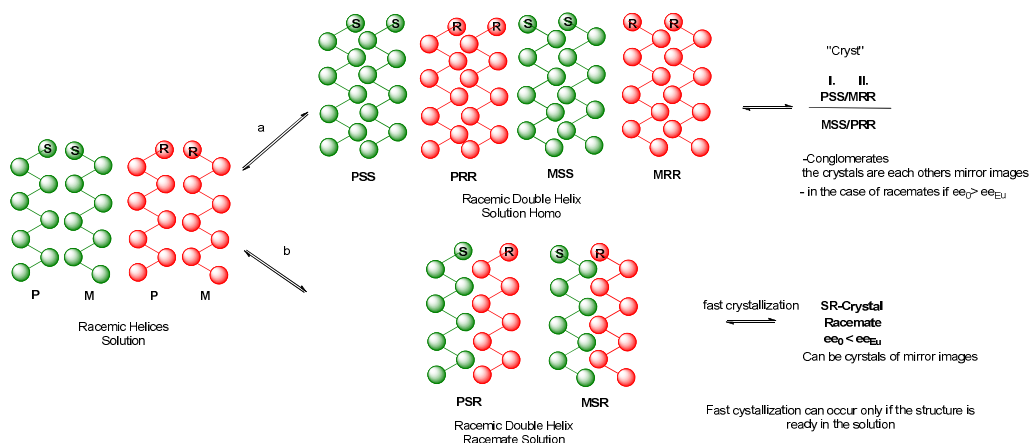 S S R R S S R R
PSS PRR MSS MRR
Racemic Double Helix
Solution Homo
"Cryst"
I. II.
PSS/MRR
MSS/PRR
-Conglomerates
the crystals are each others mirror images
- in the case of racemates if ee0> eeEu
a
S S R R
P M P M
Racemic Helices
Solution
b
S R S R
PSR MSR
Racemic Double Helix
Racemate Solution
fast crystallization
SR-Crystal
Racemate
ee0 < eeEu
Can be cyrstals of mirror images
Fast cystallization can occur only if the structure is
ready in the solution